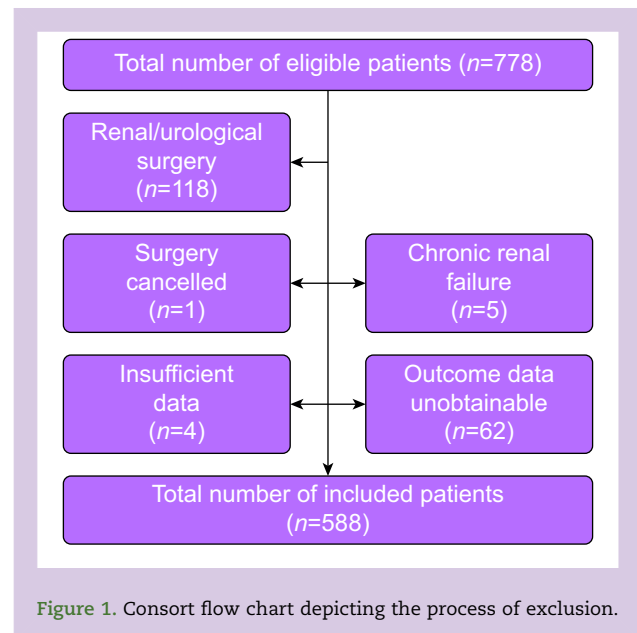 Total number of eligible patients (n=778)
Renal/urological
surgery
(n=118)
Surgery
cancelled
(n=1)
Chronic renal
failure
(n=5)
Insufficient
data
(n=4)
Outcome data
unobtainable
(n=62)
Total number of included patients
(n=588)
Figure 1. Consort flow chart depicting the process of exclusion.